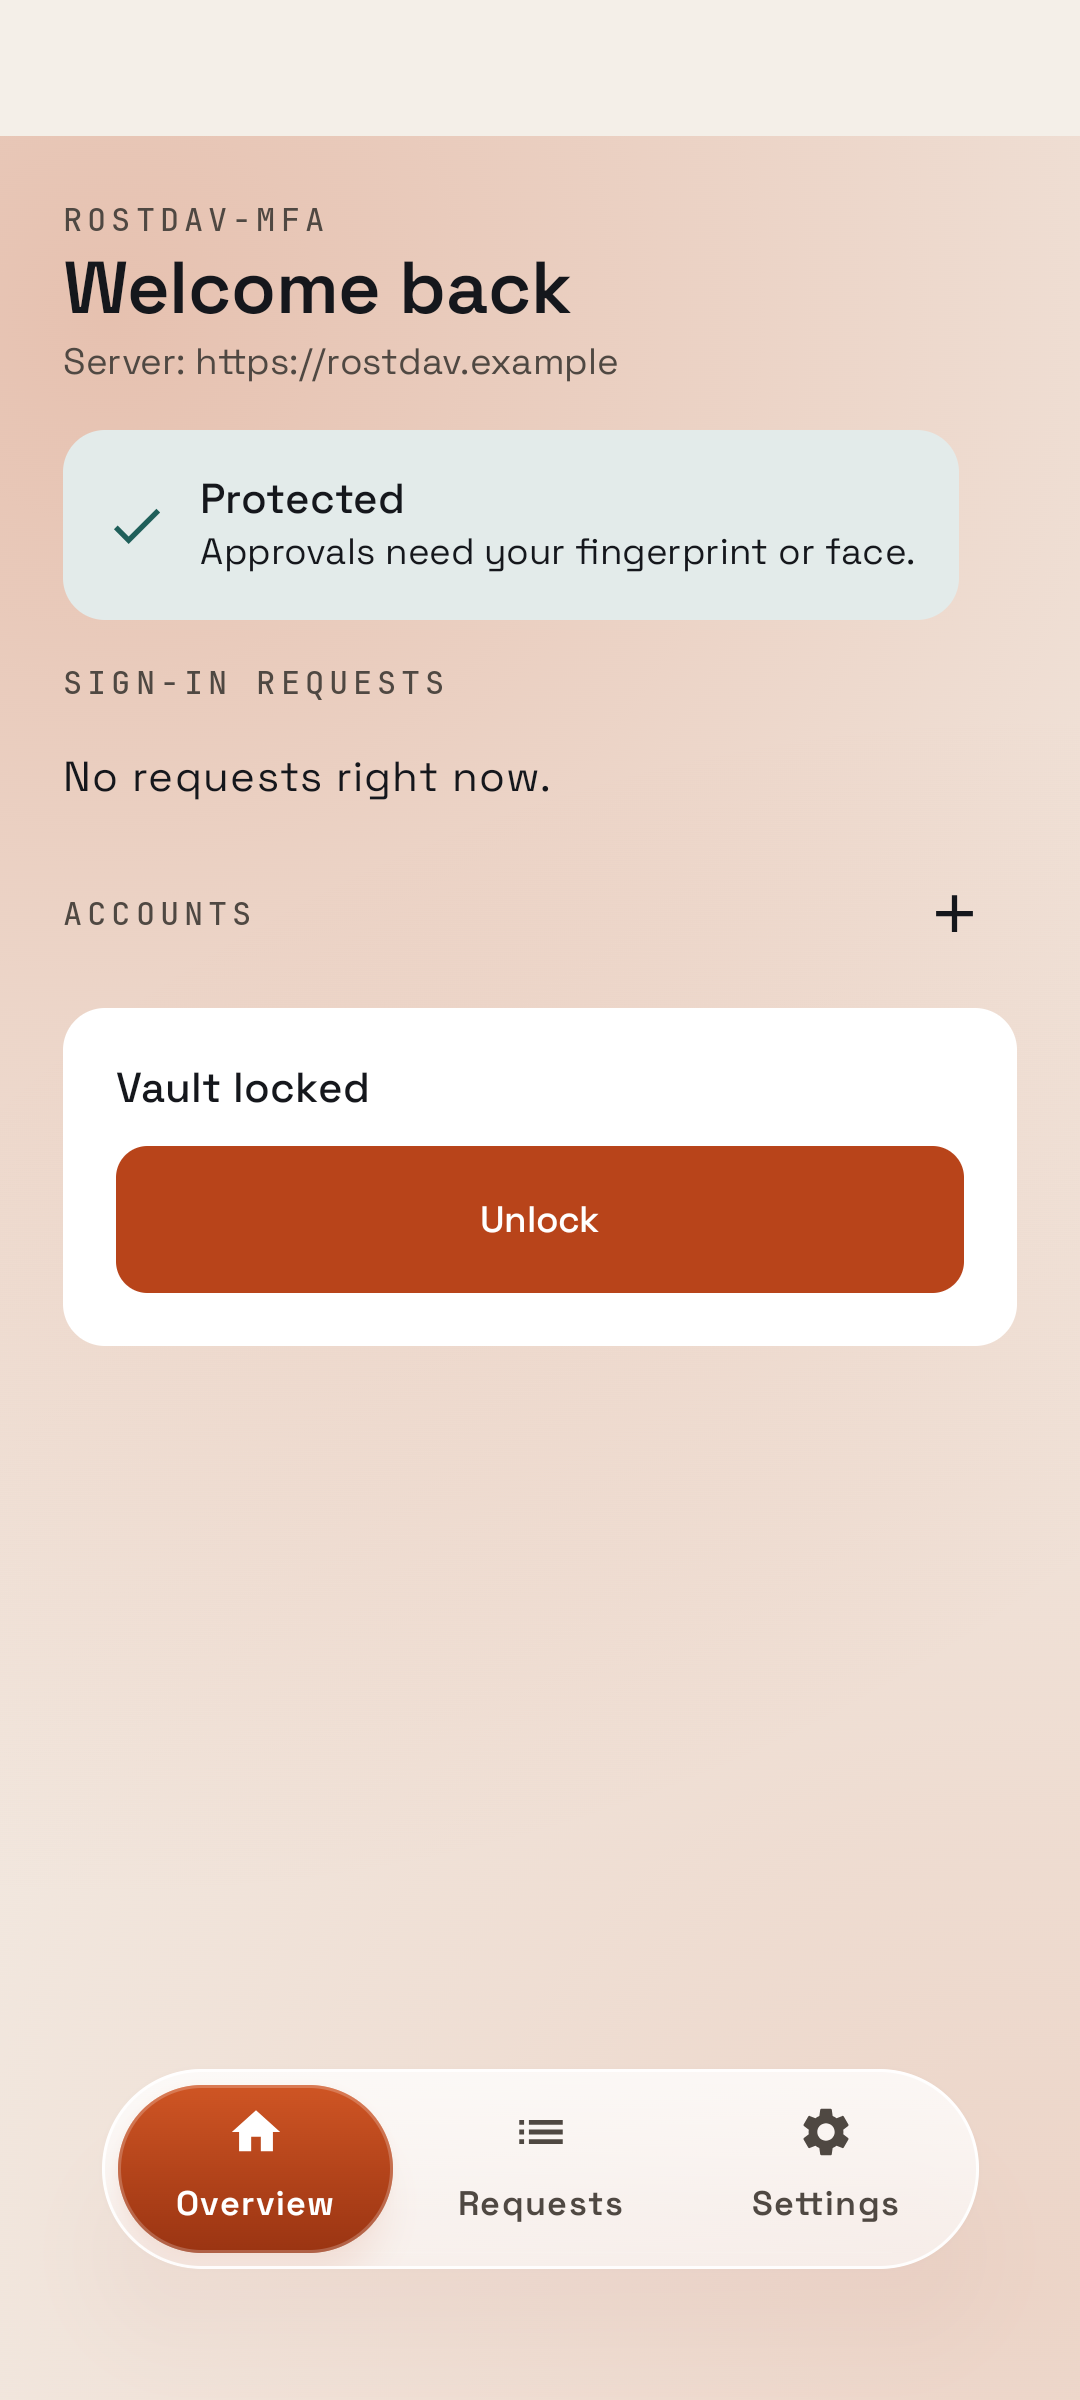 ROSTDAV-MFA
Welcome back
Server: https://rostdav.example
Protected
Approvals need your fingerprint or face.
SIGN-IN REQUESTS
No requests right now.
ACCOUNTS
Vault locked
Unlock
Overview
Requests
Settings